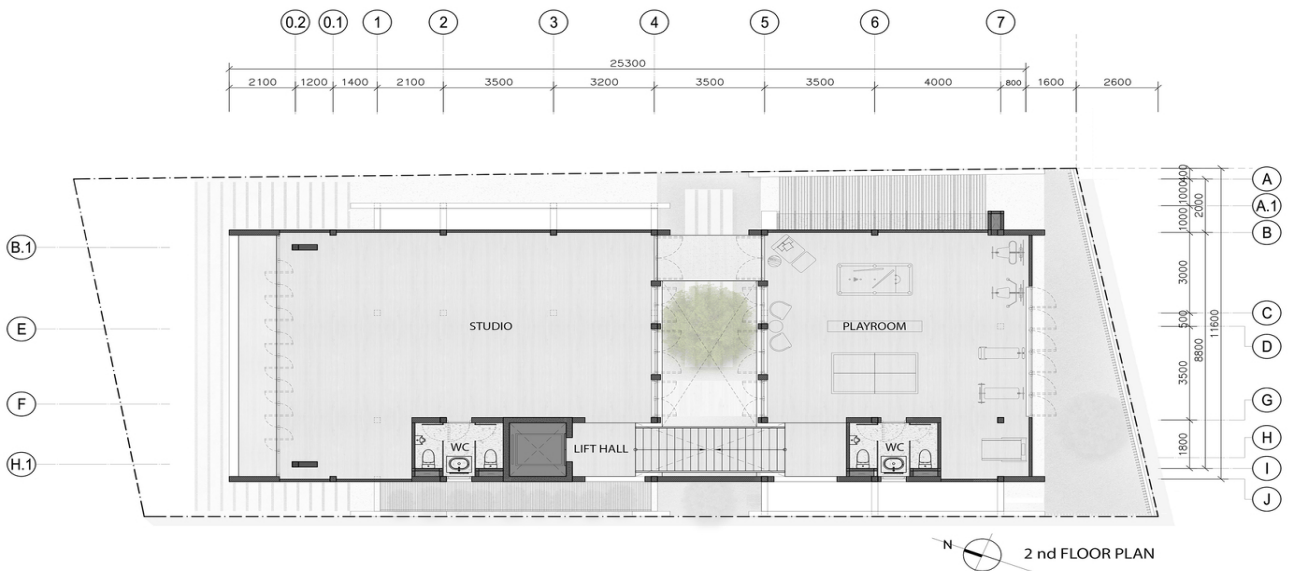 0.2 0.1 1 2 3 4 5 6 7
25300
2100 1200 1400 2100 3500 3200 3500 3500 4000 800 1600 2600
A
A.1
B
B.1
C
D
E
F
G
H
H.1
I
J
400
1000
1000
2000
3000
500
3500
1800
8800
11600
STUDIO
PLAYROOM
WC
LIFT HALL
WC
N
2 nd FLOOR PLAN